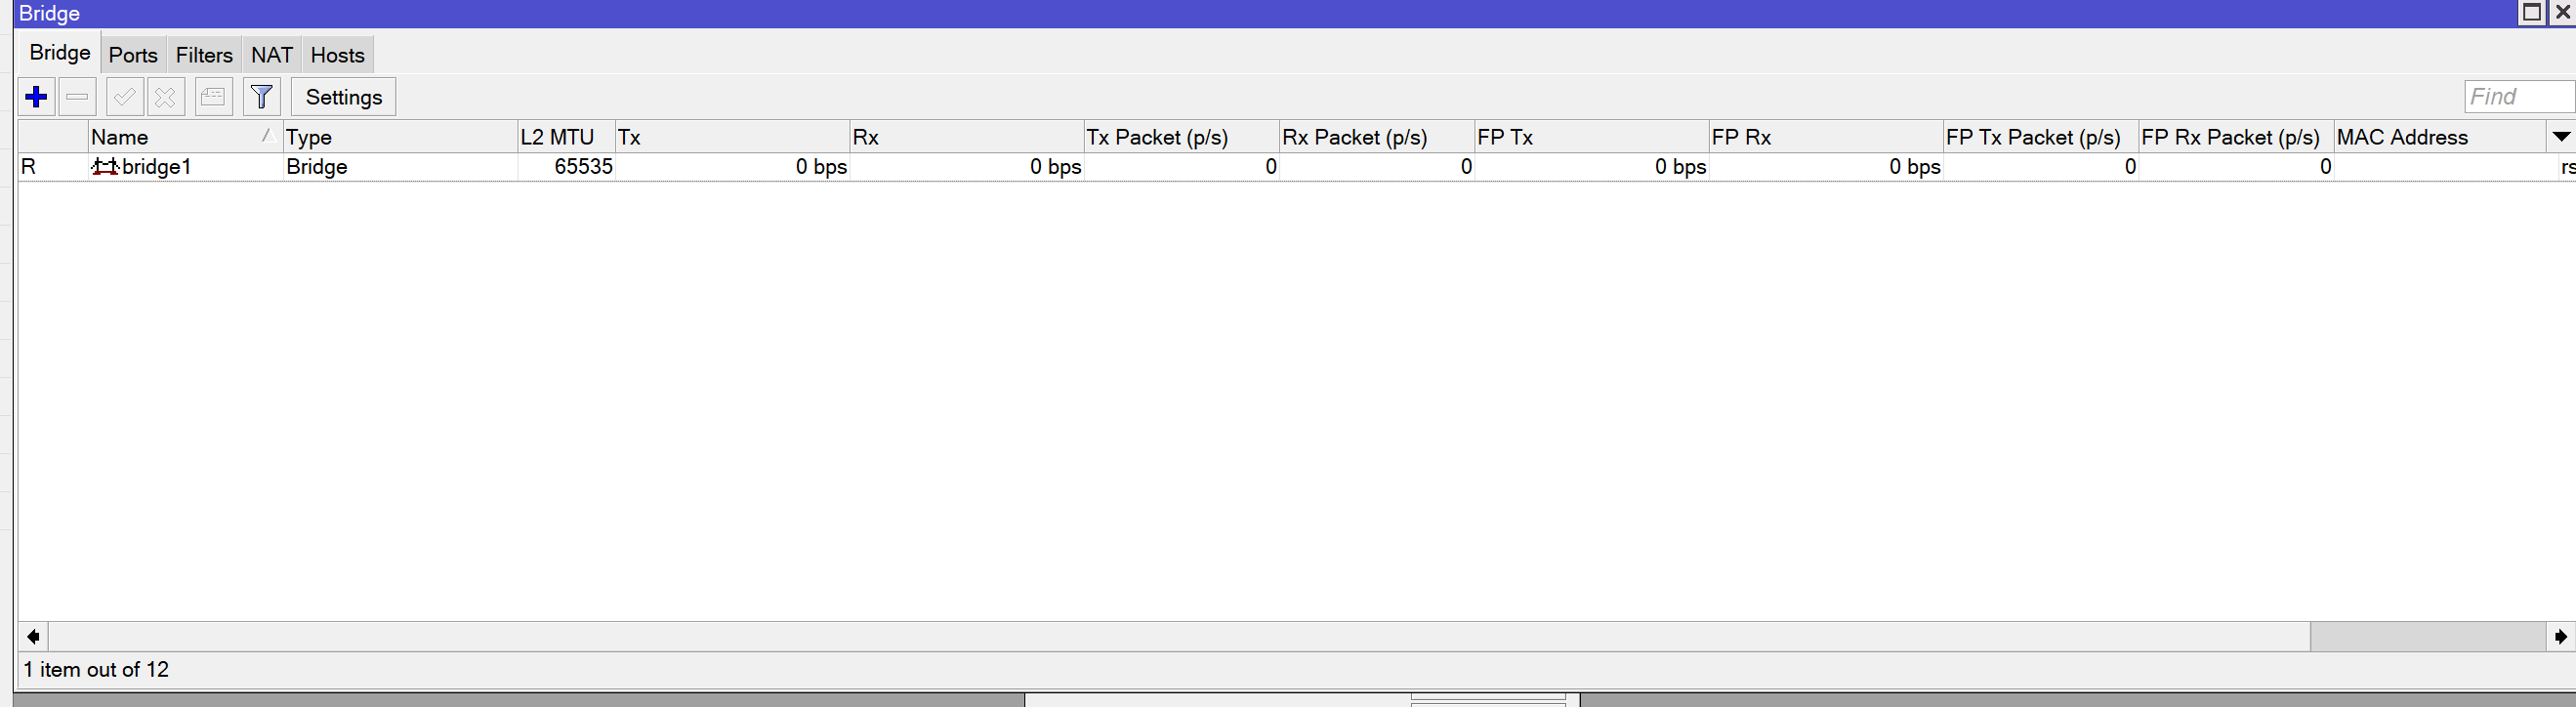 Bridge
Bridge Ports Filters NAT Hosts
Settings Find
Name Type L2 MTU Tx Rx Tx Packet (p/s) Rx Packet (p/s) FP Tx FP Rx FP Tx Packet (p/s) FP Rx Packet (p/s) MAC Address
R bridge1 Bridge 65535 0 bps 0 bps 0 0 0 bps 0 bps 0 0 rs
1 item out of 12